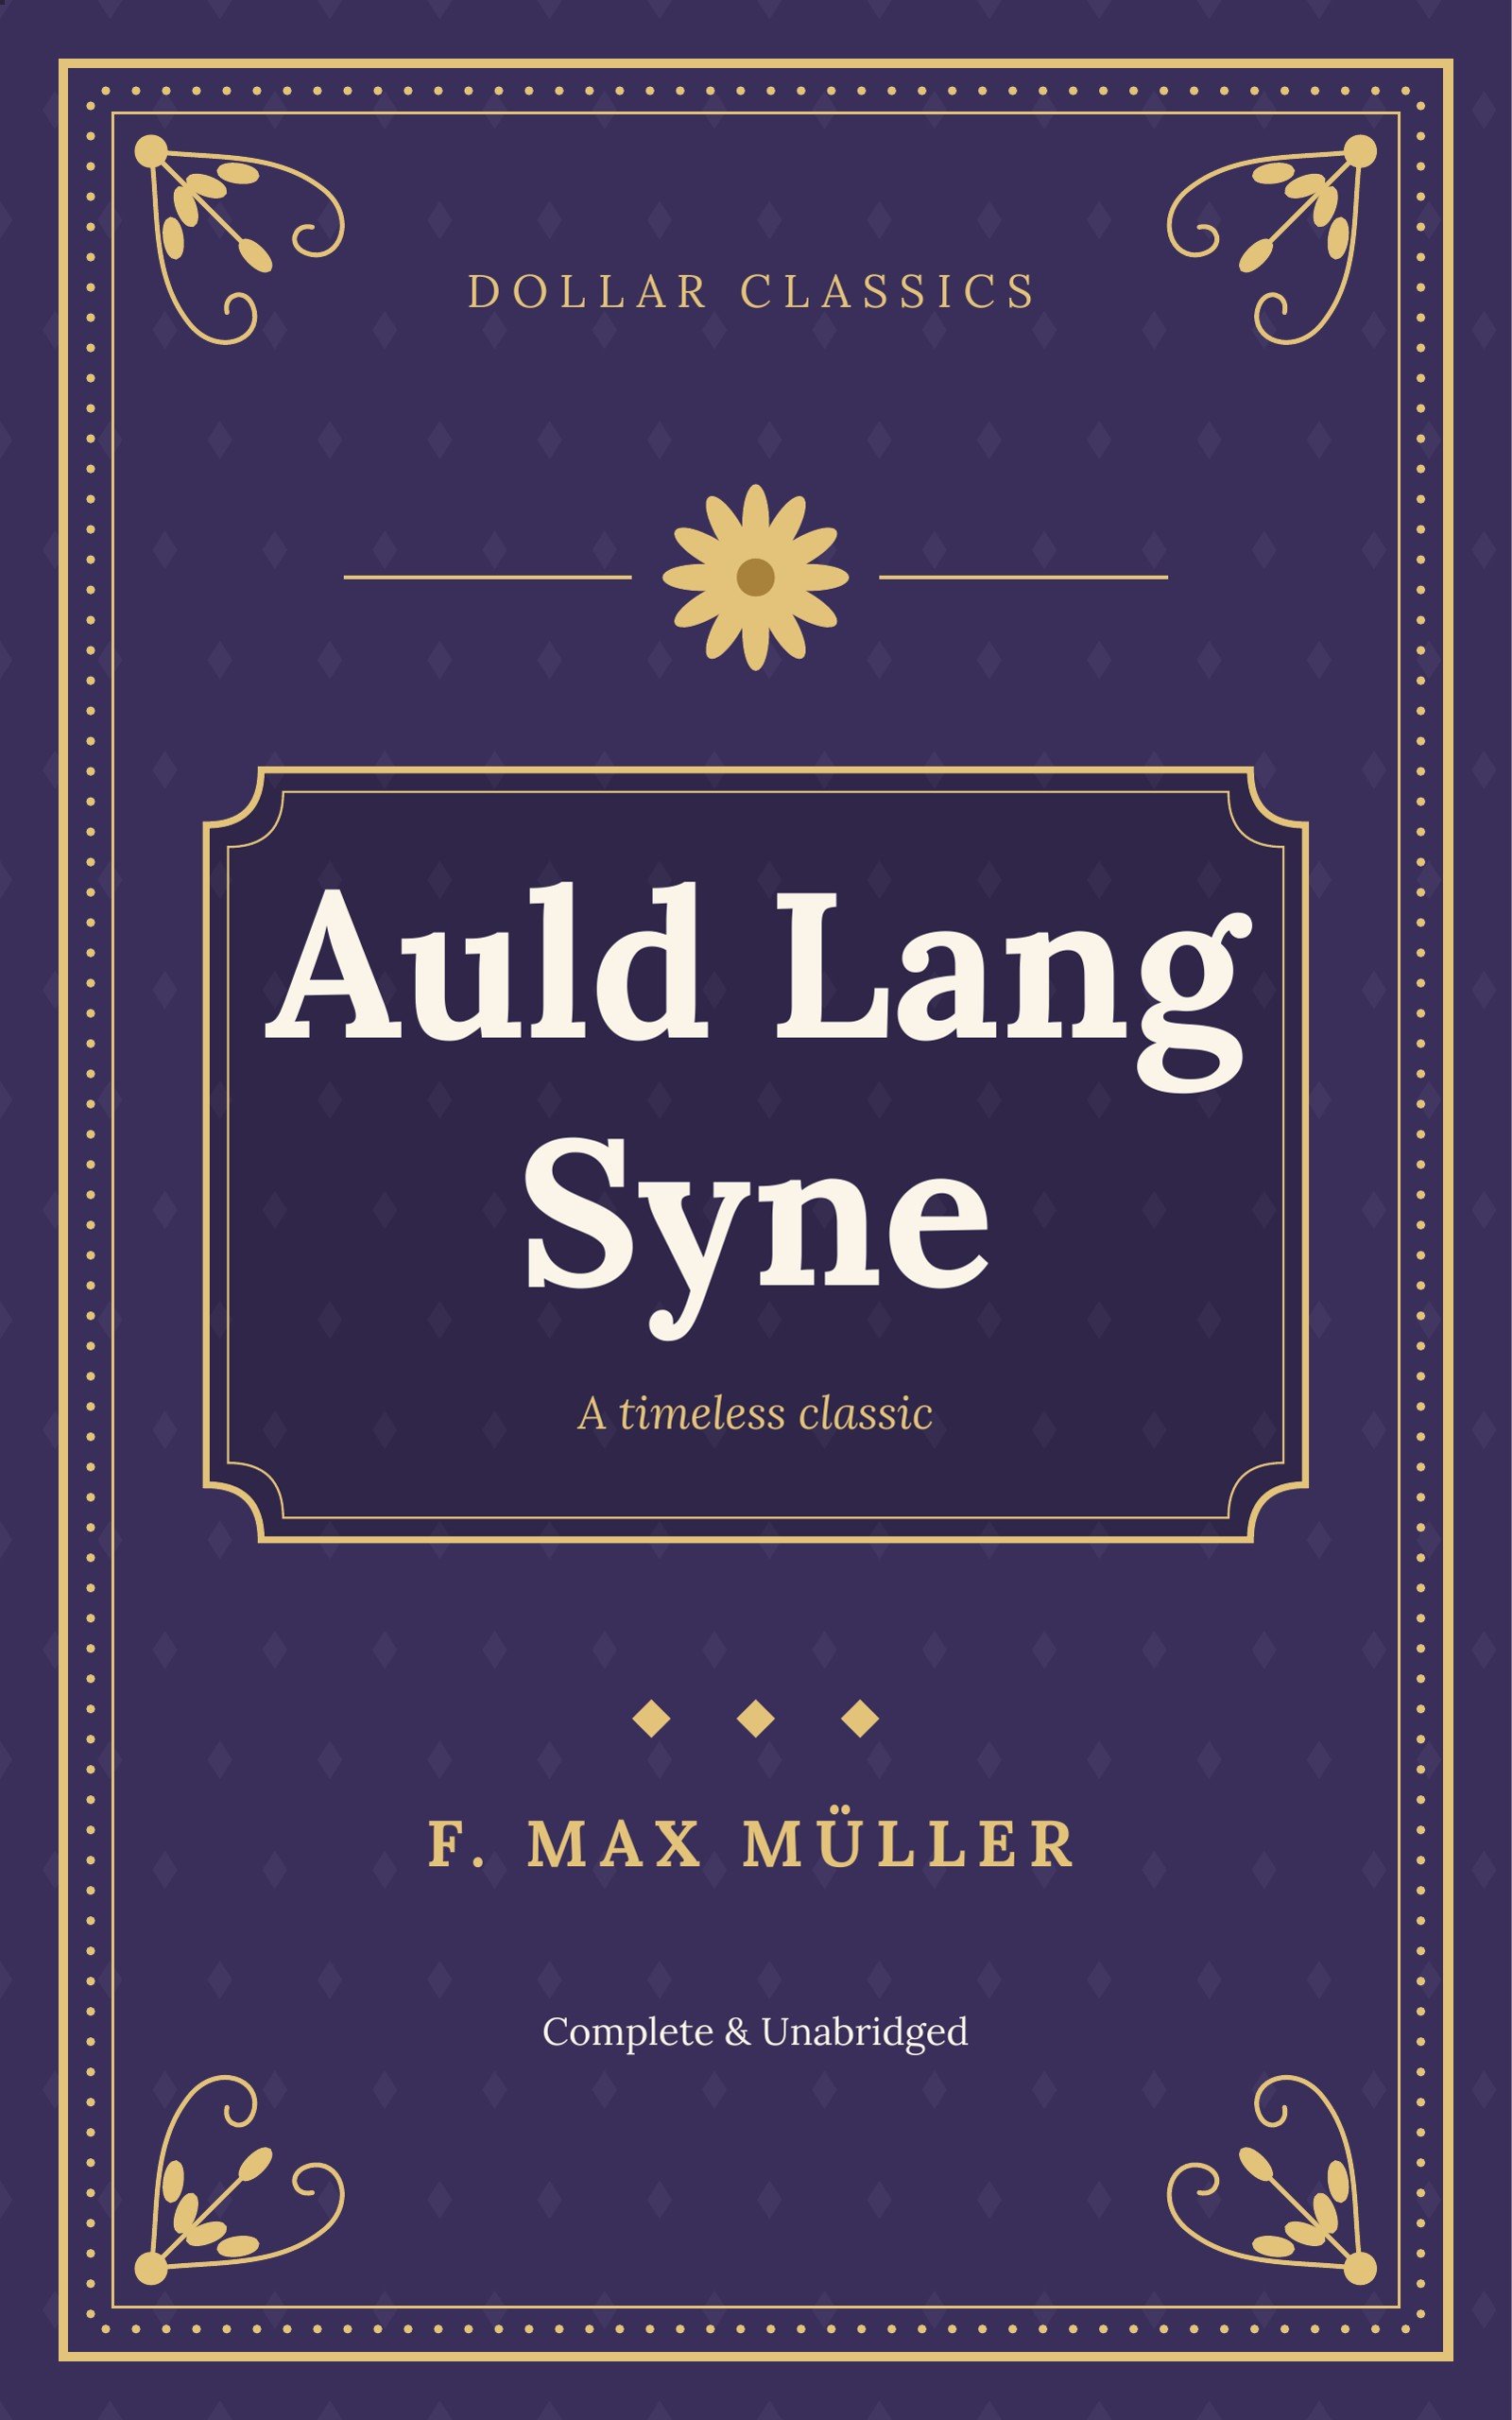 DOLLAR CLASSICS
Auld Lang
Syne
A timeless classic
F. MAX MÜLLER
Complete & Unabridged